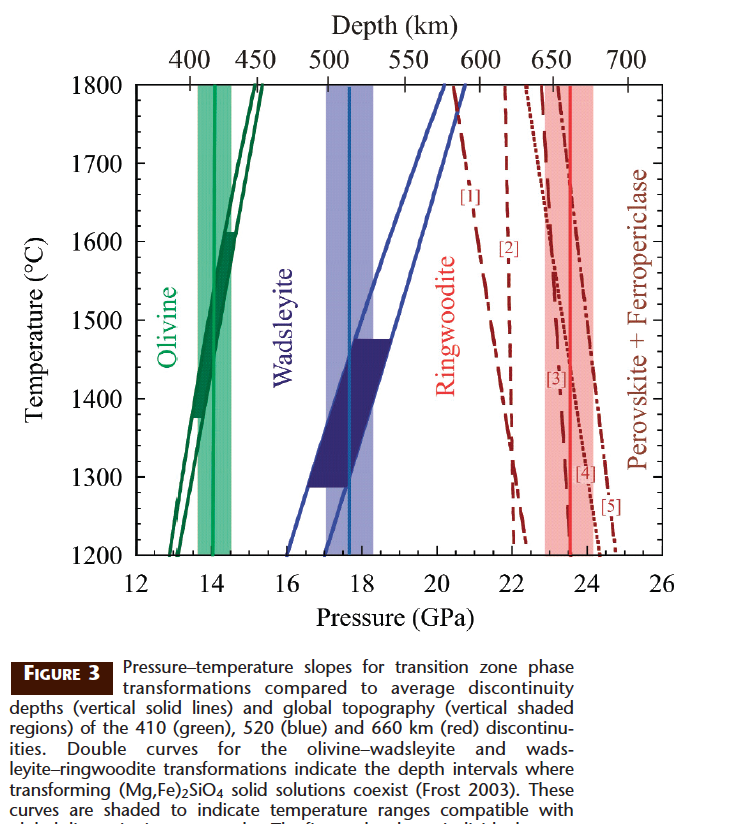 Depth (km)
400 450 500 550 600 650 700
1800
1700
1600
1500
1400
1300
1200
Temperature (°C)
Olivine
Wadsleyite
Ringwoodite
Perovskite + Ferropericlase
[1]
[2]
[3]
[4]
[5]
12 14 16 18 20 22 24 26
Pressure (GPa)
FIGURE 3 Pressure–temperature slopes for transition zone phase
transformations compared to average discontinuity
depths (vertical solid lines) and global topography (vertical shaded
regions) of the 410 (green), 520 (blue) and 660 km (red) discontinu-
ities. Double curves for the olivine–wadsleyite and wads-
leyite–ringwoodite transformations indicate the depth intervals where
transforming (Mg,Fe)₂SiO₄ solid solutions coexist (Frost 2003). These
curves are shaded to indicate temperature ranges compatible with